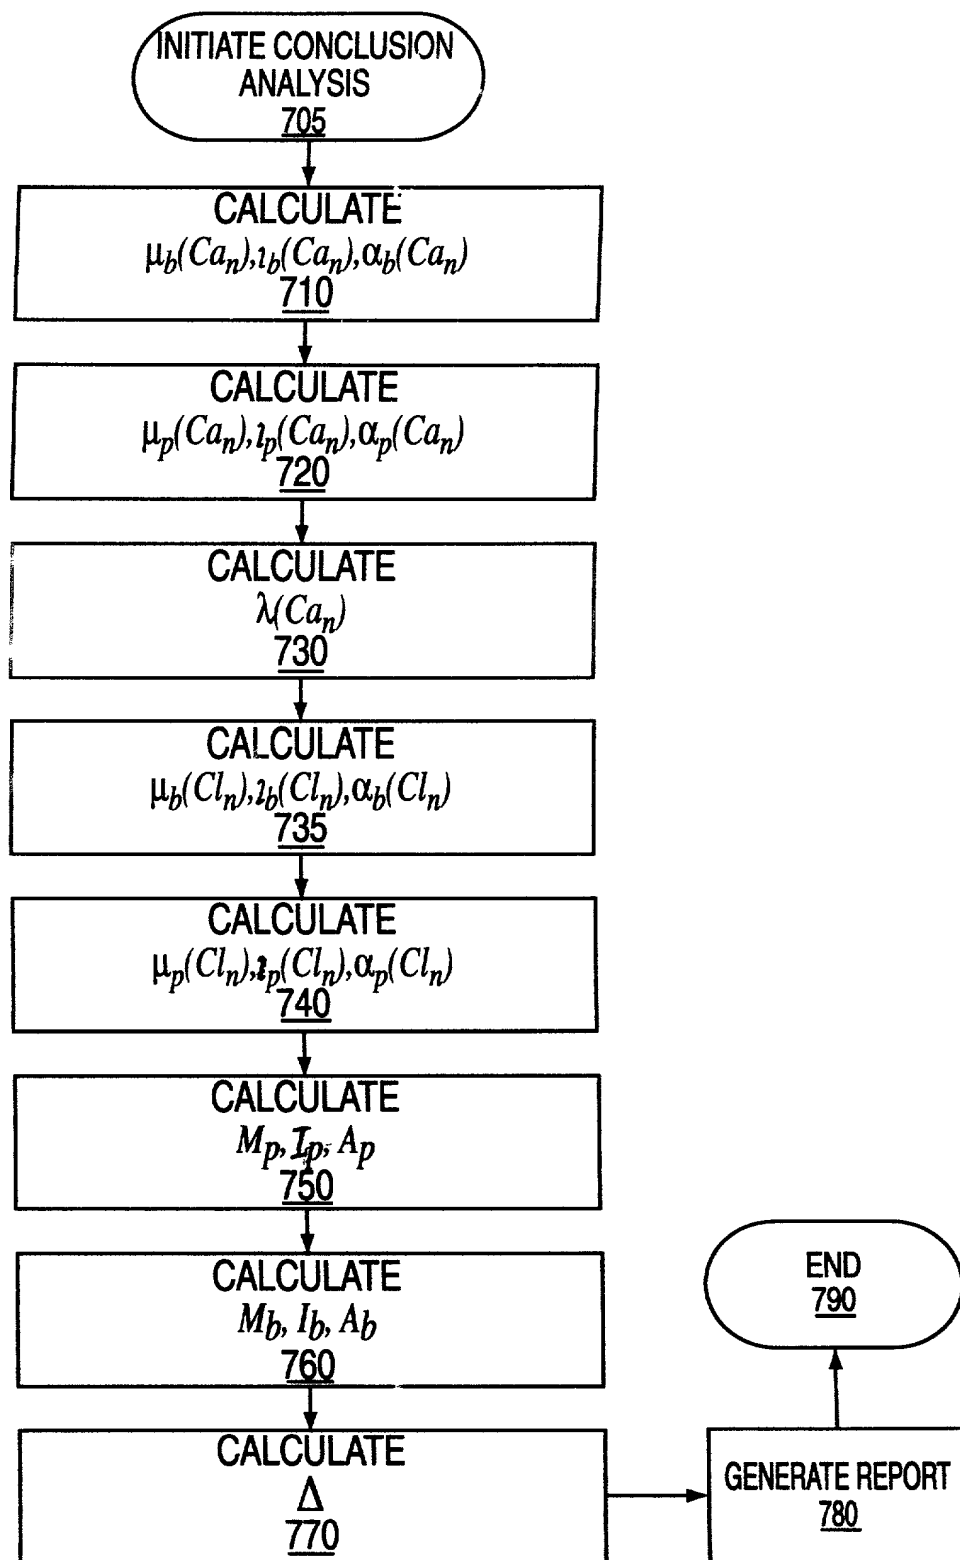 INITIATE CONCLUSION
ANALYSIS
705
CALCULATE
μb(Can),ιb(Can),αb(Can)
710
CALCULATE
μp(Can),ιp(Can),αp(Can)
720
CALCULATE
λ(Can)
730
CALCULATE
μb(Cln),ιb(Cln),αb(Cln)
735
CALCULATE
μp(Cln),ιp(Cln),αp(Cln)
740
CALCULATE
Mp, Ip, Ap
750
CALCULATE
Mb, Ib, Ab
760
CALCULATE
Δ
770
GENERATE REPORT
780
END
790